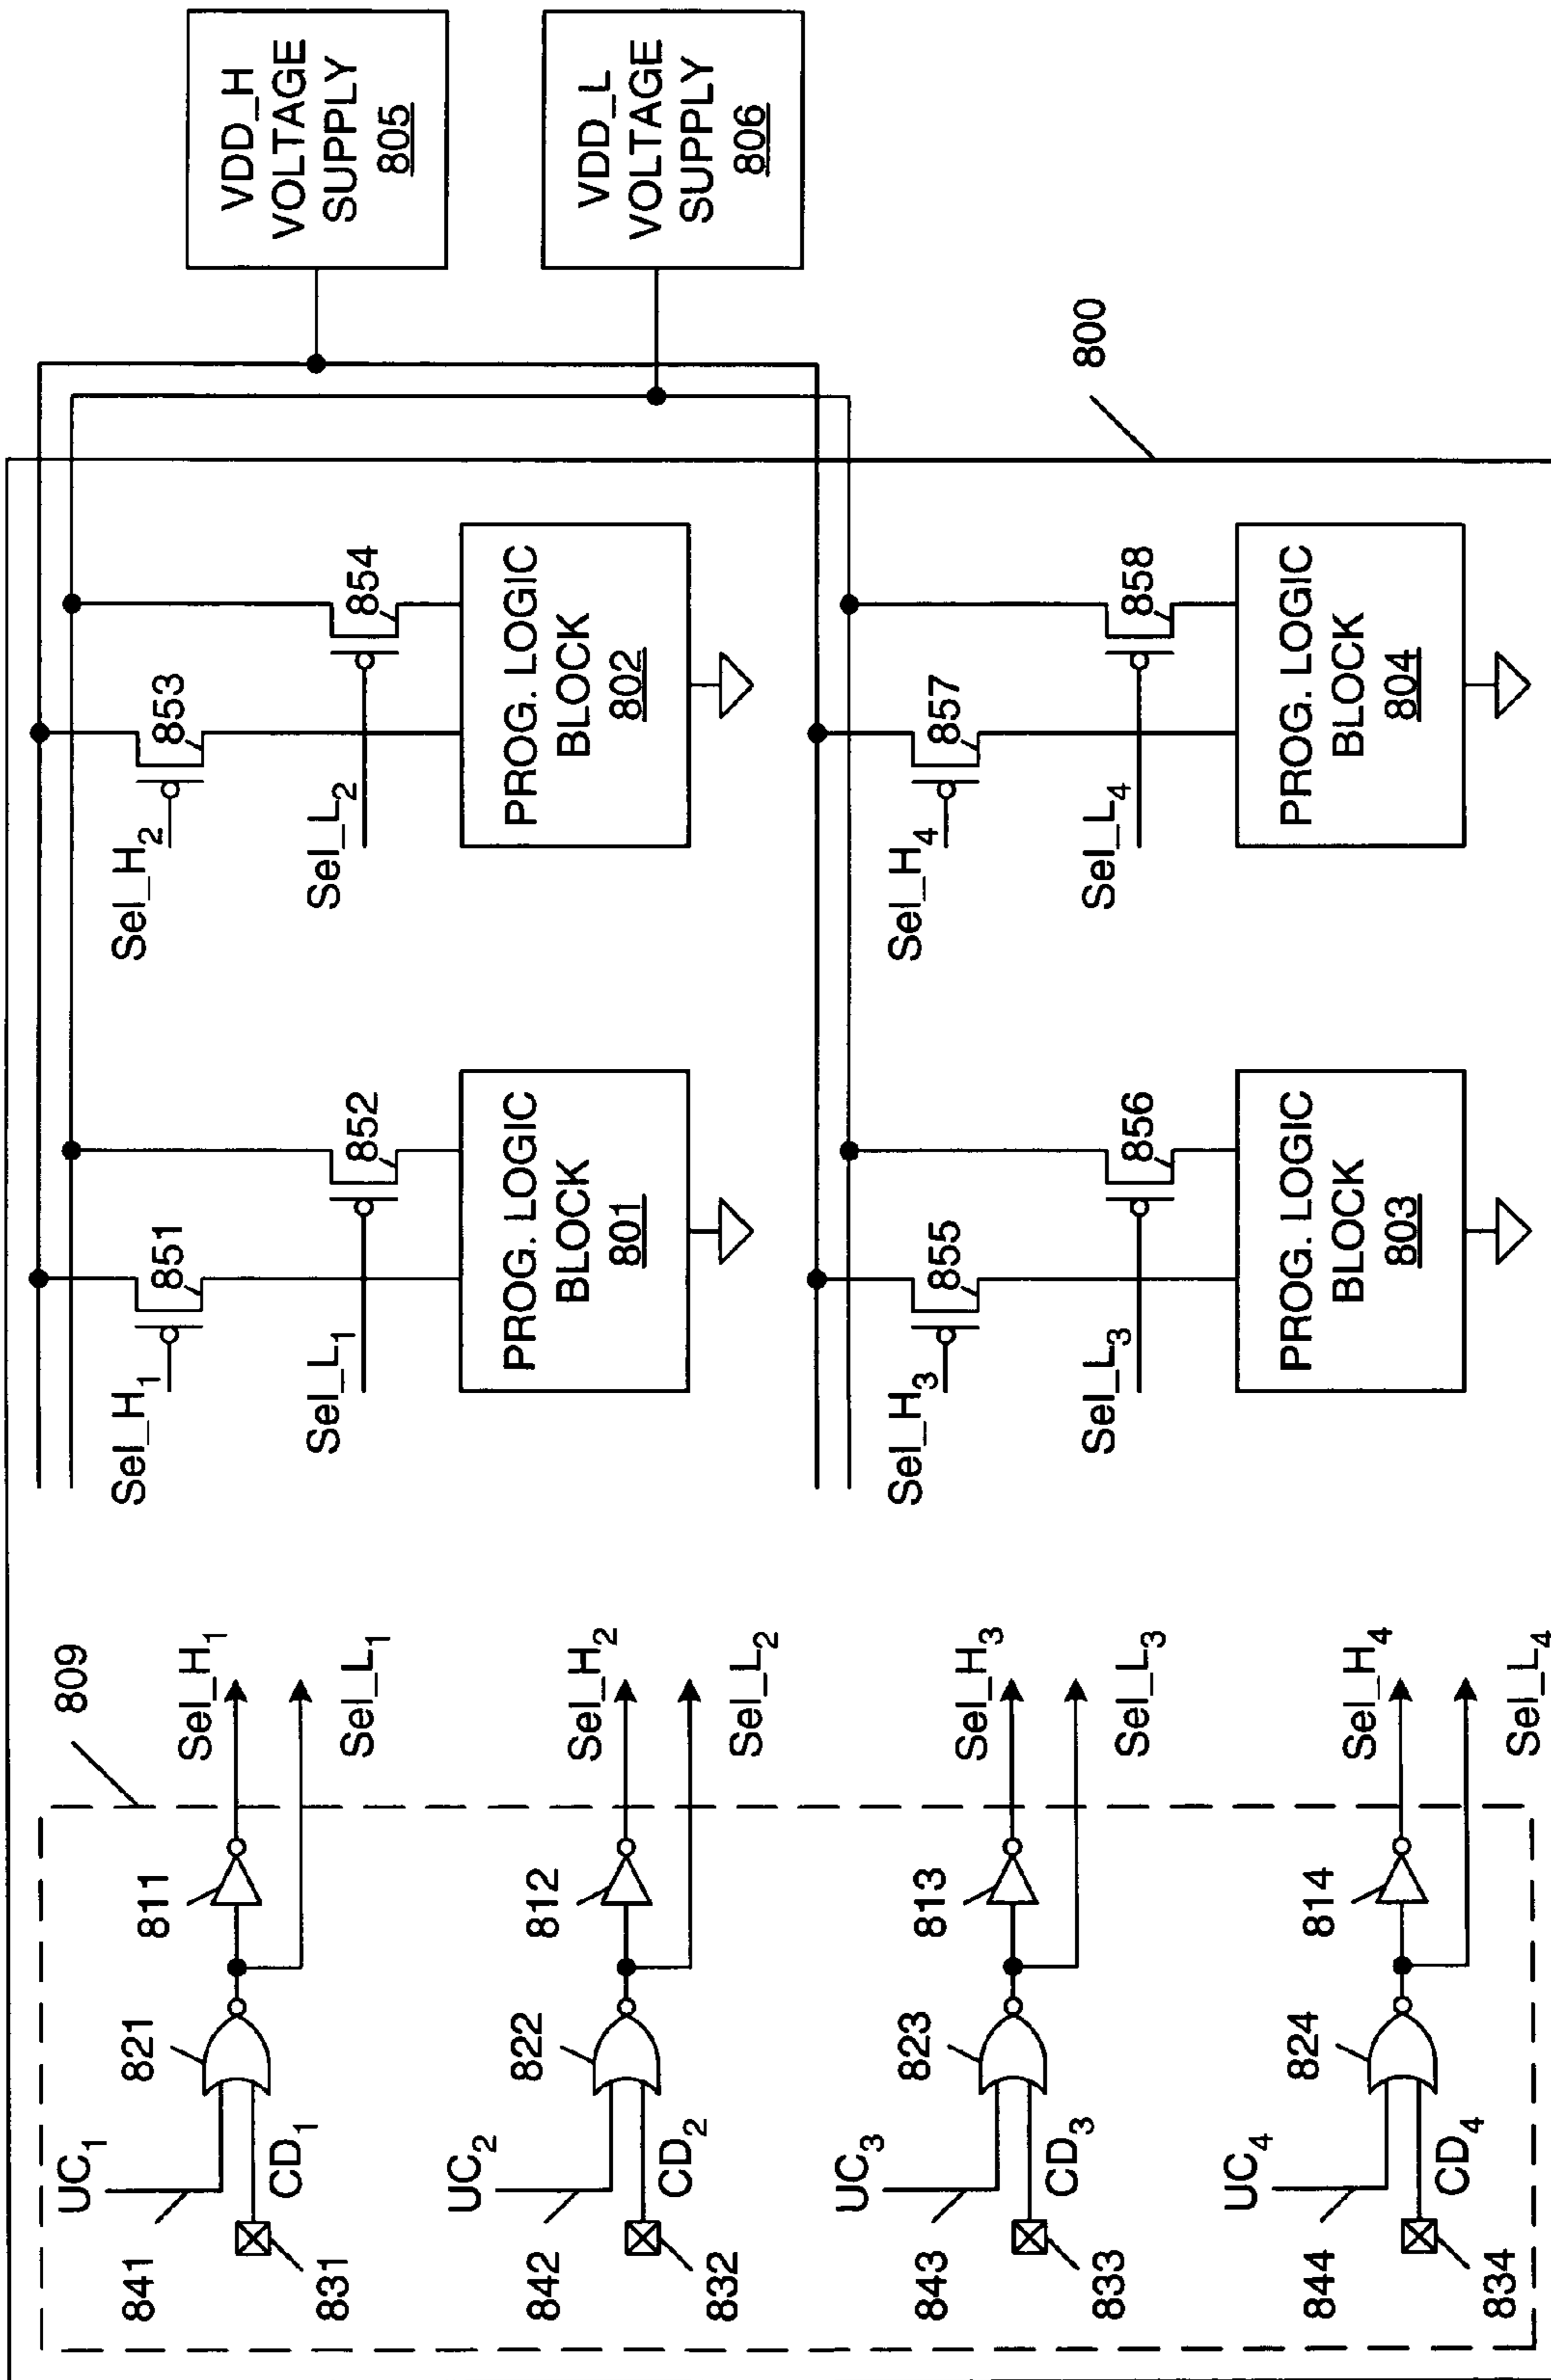 809
UC1
841
831
CD1
821
811
Sel_H1
Sel_L1
UC2
842
832
CD2
822
812
Sel_H2
Sel_L2
UC3
843
833
CD3
823
813
Sel_H3
Sel_L3
UC4
844
834
CD4
824
814
Sel_H4
Sel_L4
Sel_H1
851
Sel_L1
852
PROG. LOGIC
BLOCK
801
Sel_H2
853
Sel_L2
854
PROG. LOGIC
BLOCK
802
Sel_H3
855
Sel_L3
856
PROG. LOGIC
BLOCK
803
Sel_H4
857
Sel_L4
858
PROG. LOGIC
BLOCK
804
VDD_H
VOLTAGE
SUPPLY
805
VDD_L
VOLTAGE
SUPPLY
806
800